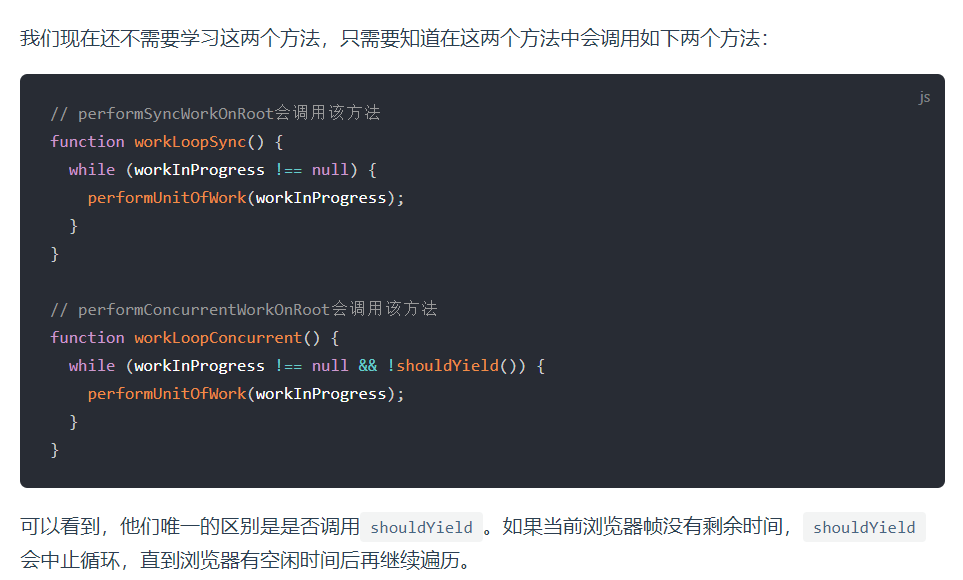 我们现在还不需要学习这两个方法，只需要知道在这两个方法中会调用如下两个方法：
js
// performSyncWorkOnRoot会调用该方法
function workLoopSync() {
  while (workInProgress !== null) {
    performUnitOfWork(workInProgress);
  }
}

// performConcurrentWorkOnRoot会调用该方法
function workLoopConcurrent() {
  while (workInProgress !== null && !shouldYield()) {
    performUnitOfWork(workInProgress);
  }
}
可以看到，他们唯一的区别是是否调用 shouldYield 。如果当前浏览器帧没有剩余时间， shouldYield
会中止循环，直到浏览器有空闲时间后再继续遍历。